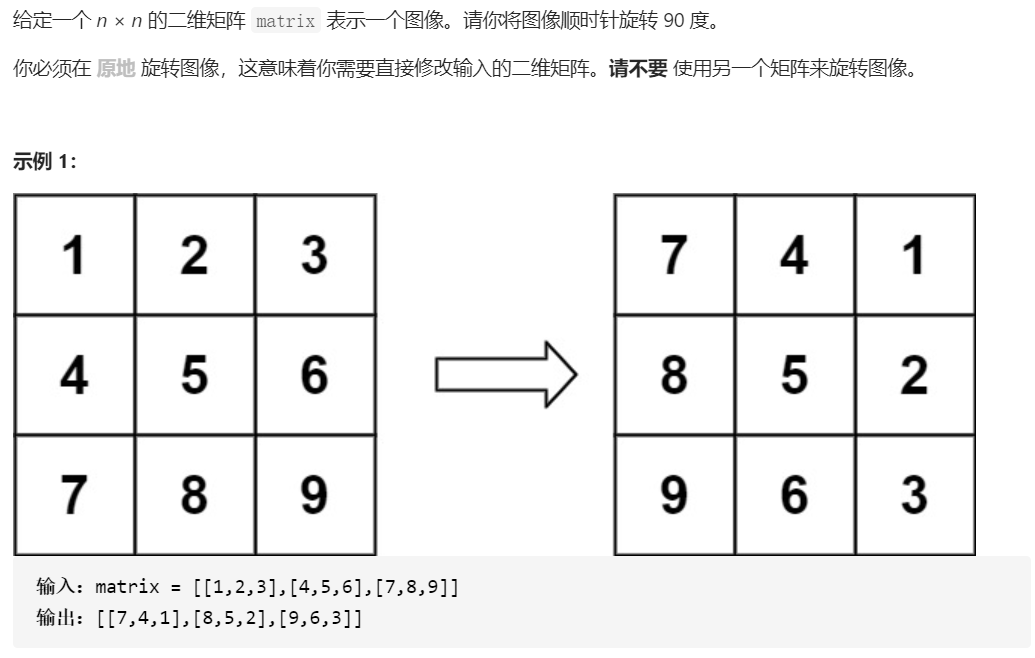 给定一个 n × n 的二维矩阵 matrix 表示一个图像。请你将图像顺时针旋转 90 度。
你必须在 原地 旋转图像，这意味着你需要直接修改输入的二维矩阵。请不要 使用另一个矩阵来旋转图像。
示例 1：
1 2 3 7 4 1
4 5 6 8 5 2
7 8 9 9 6 3
输入：matrix = [[1,2,3],[4,5,6],[7,8,9]]
输出：[[7,4,1],[8,5,2],[9,6,3]]